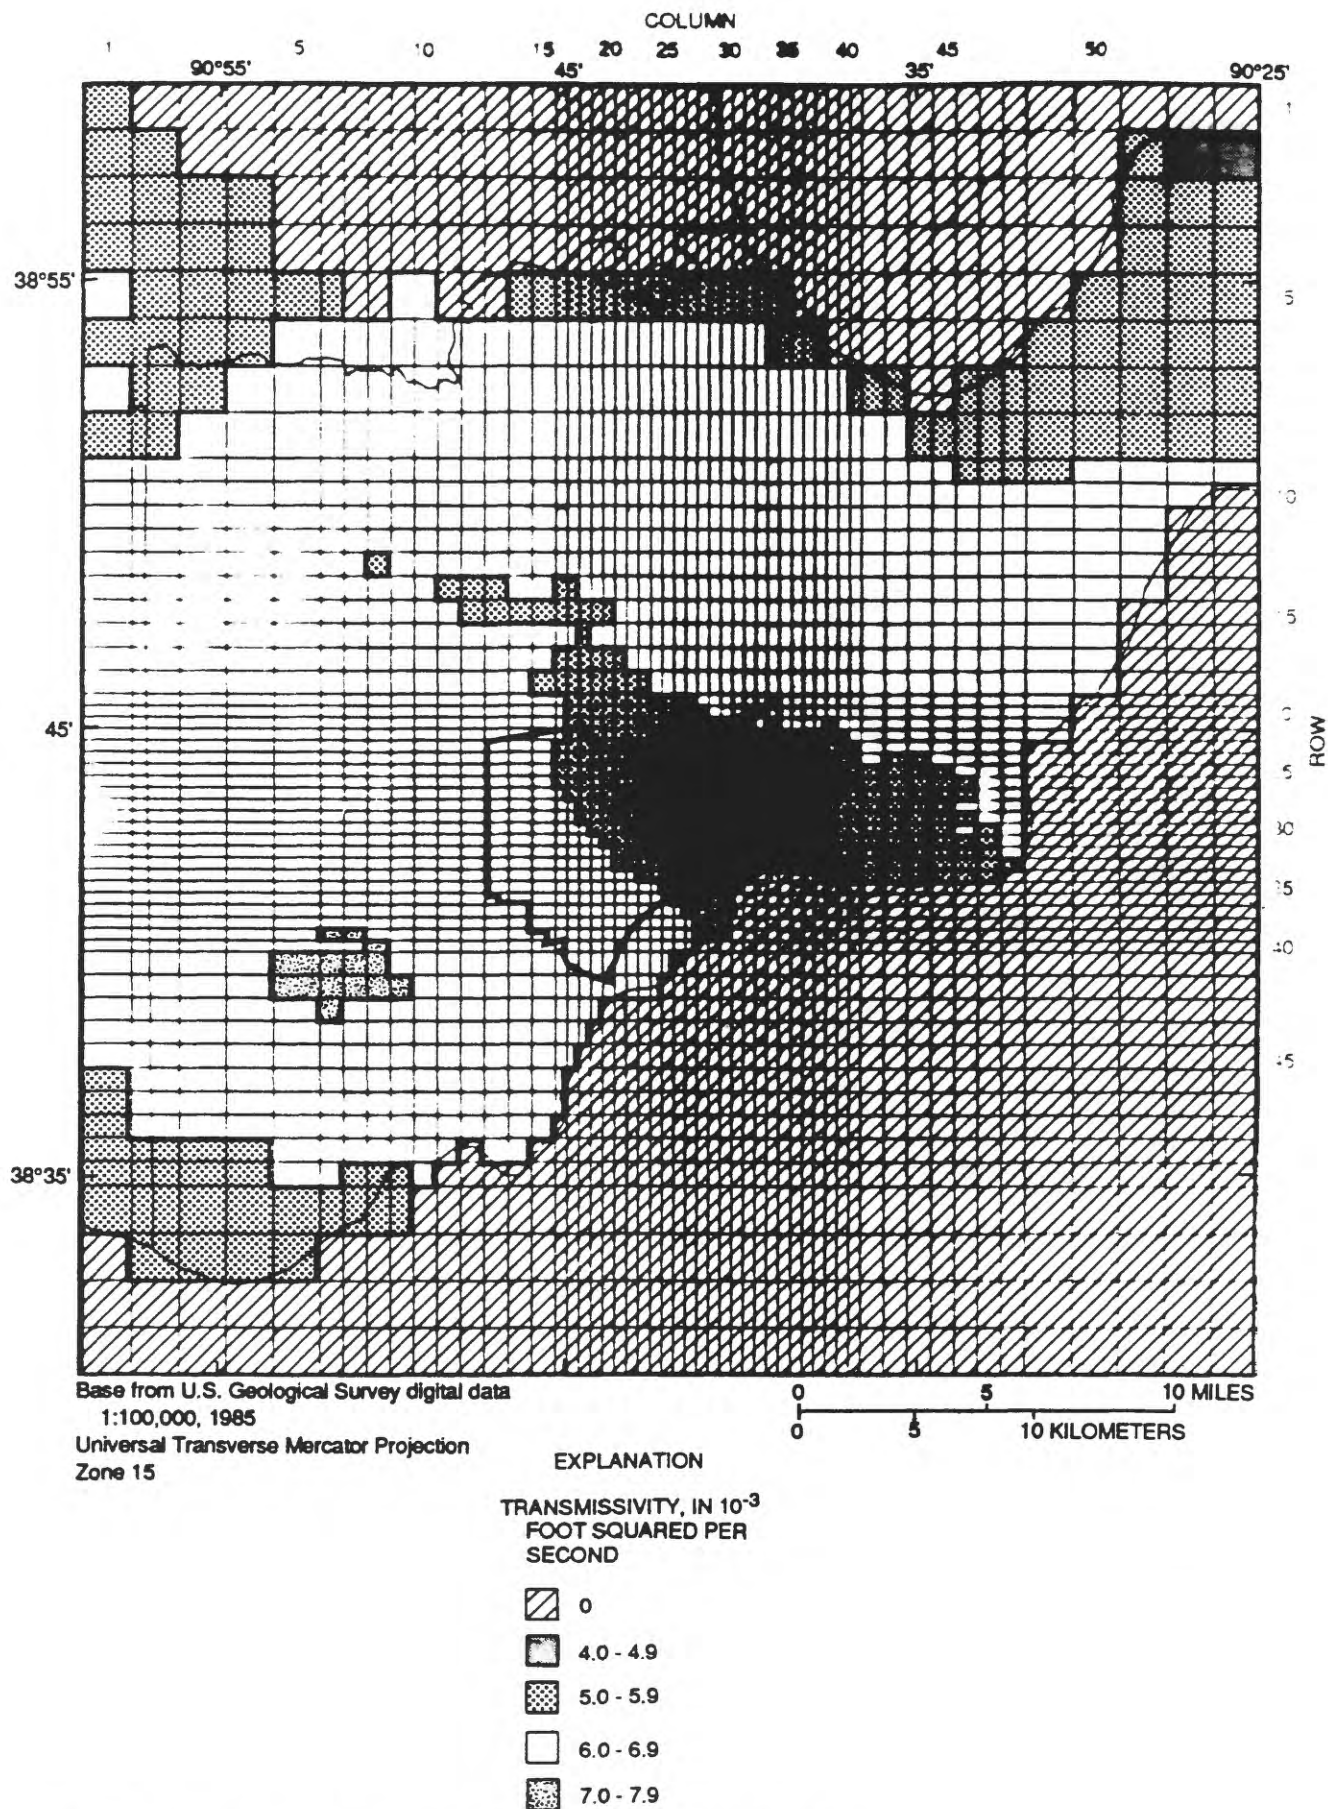 COLUMN
1 5 10 15 20 25 30 35 40 45 50
90°55' 45' 35' 90°25'
1
38°55'
5
10
15
45'
ROW
30
40
38°35'
Base from U.S. Geological Survey digital data
1:100,000, 1985
Universal Transverse Mercator Projection
Zone 15
0 5 10 MILES
0 5 10 KILOMETERS
EXPLANATION
TRANSMISSIVITY, IN 10⁻³
FOOT SQUARED PER
SECOND
0
4.0 - 4.9
5.0 - 5.9
6.0 - 6.9
7.0 - 7.9